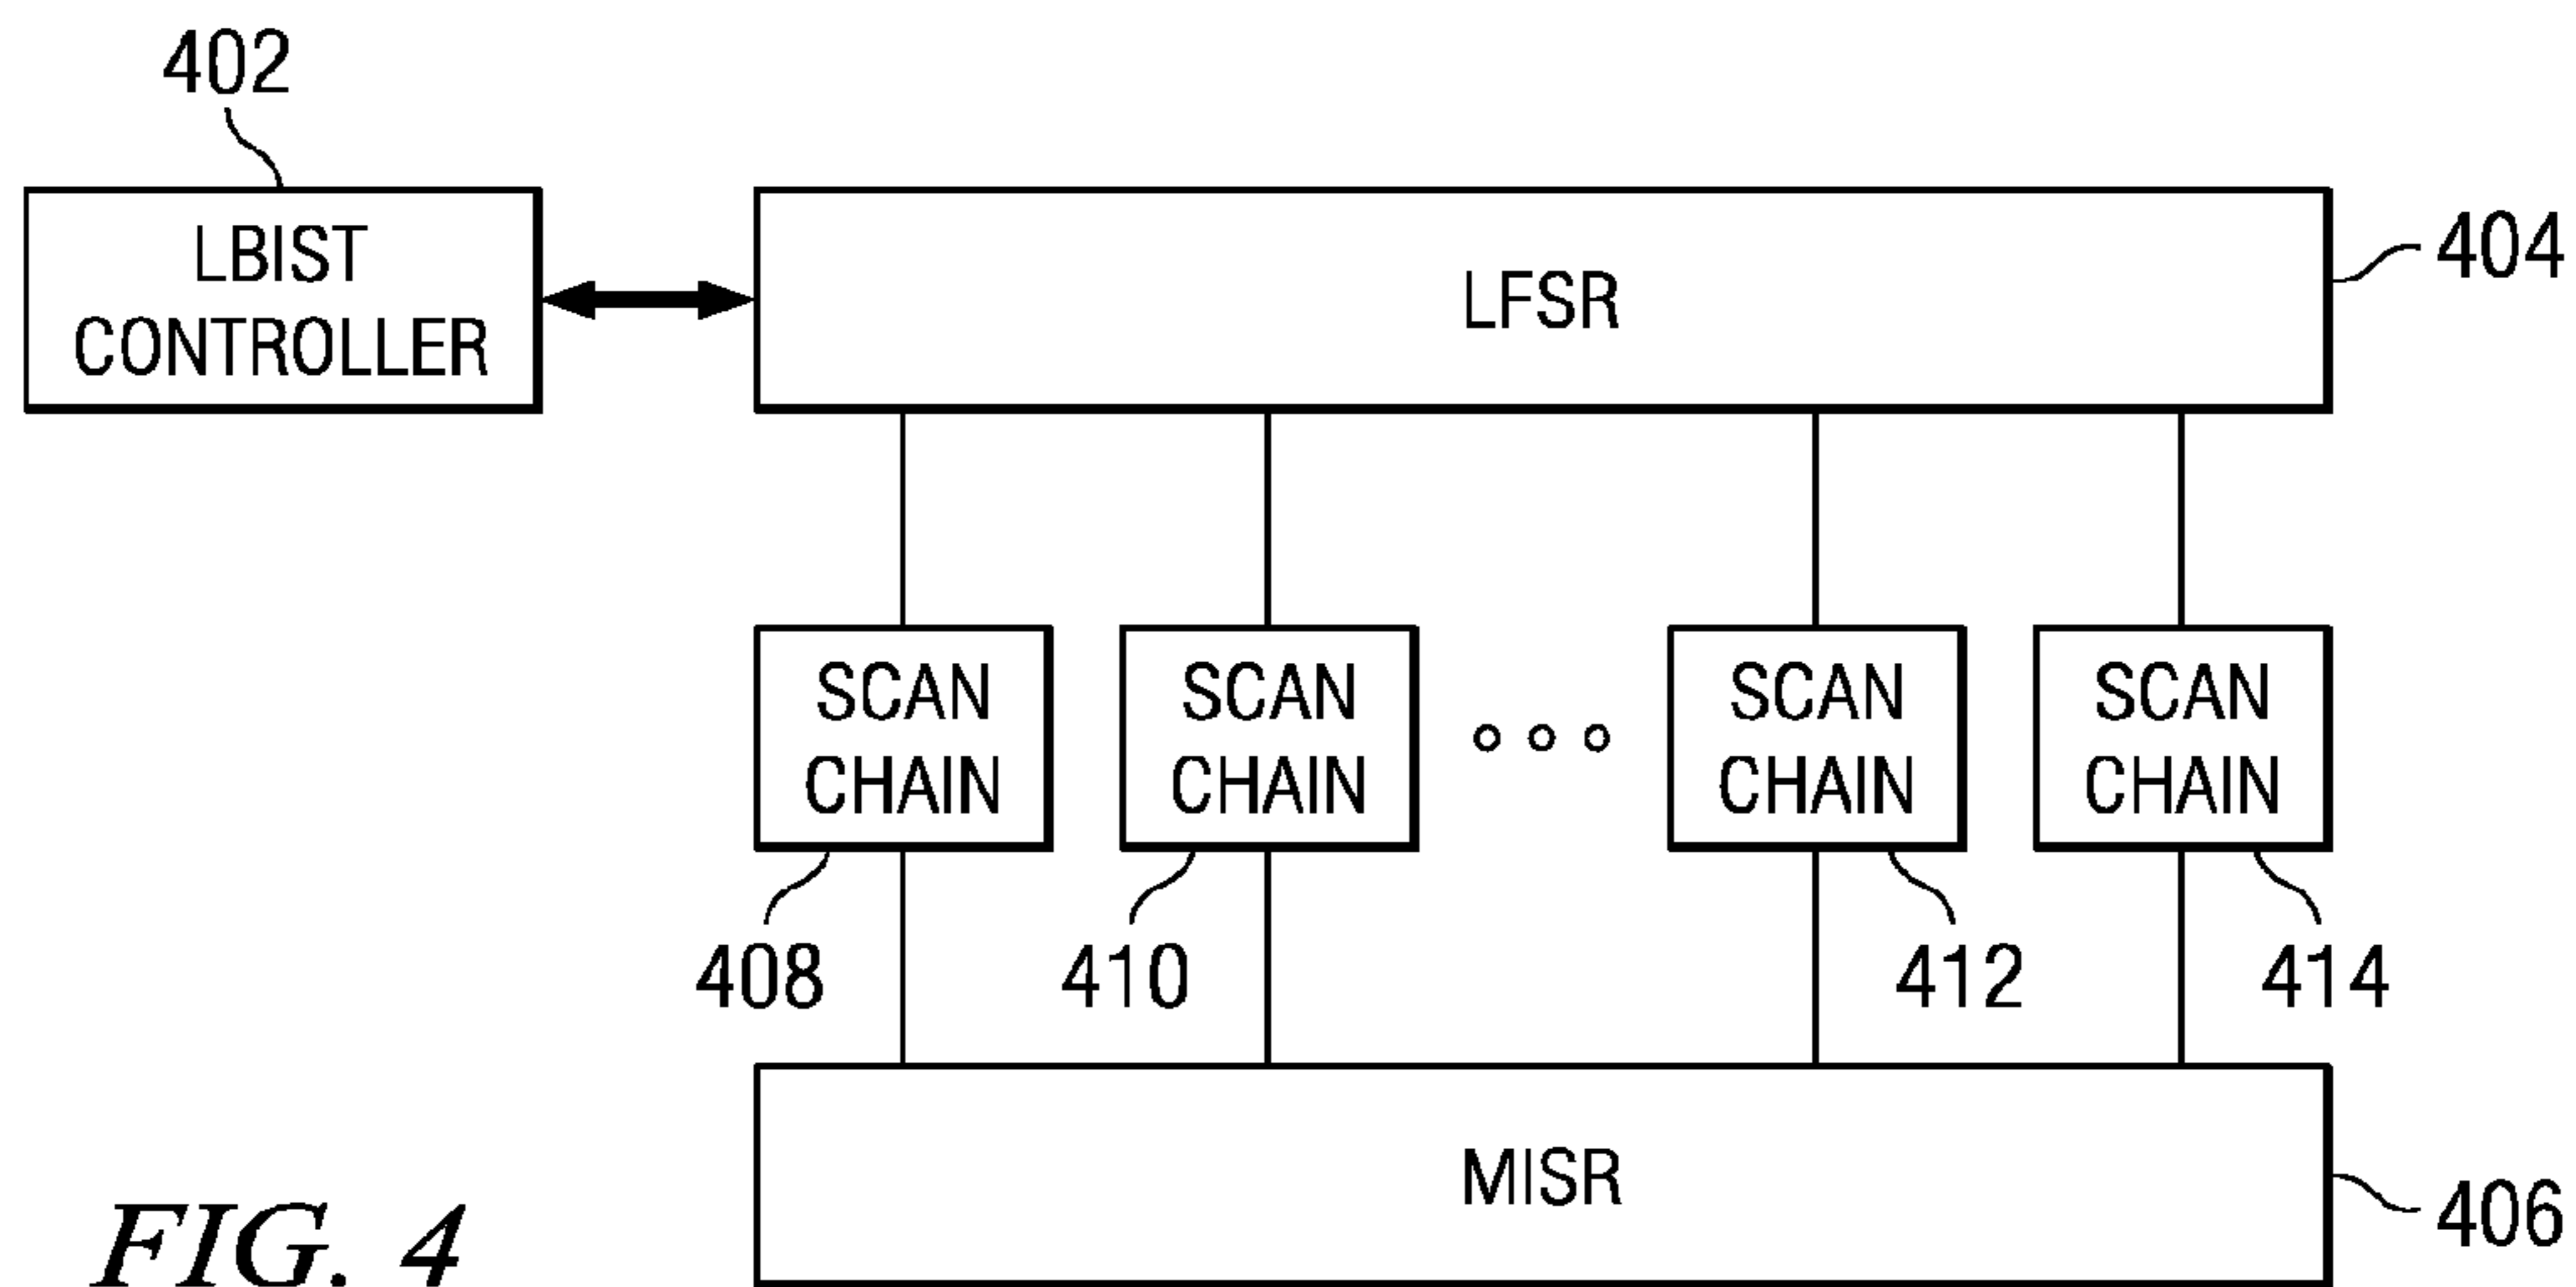 402
LBIST
CONTROLLER
LFSR
404
SCAN
CHAIN
SCAN
CHAIN
SCAN
CHAIN
SCAN
CHAIN
408
410
412
414
MISR
406
FIG. 4